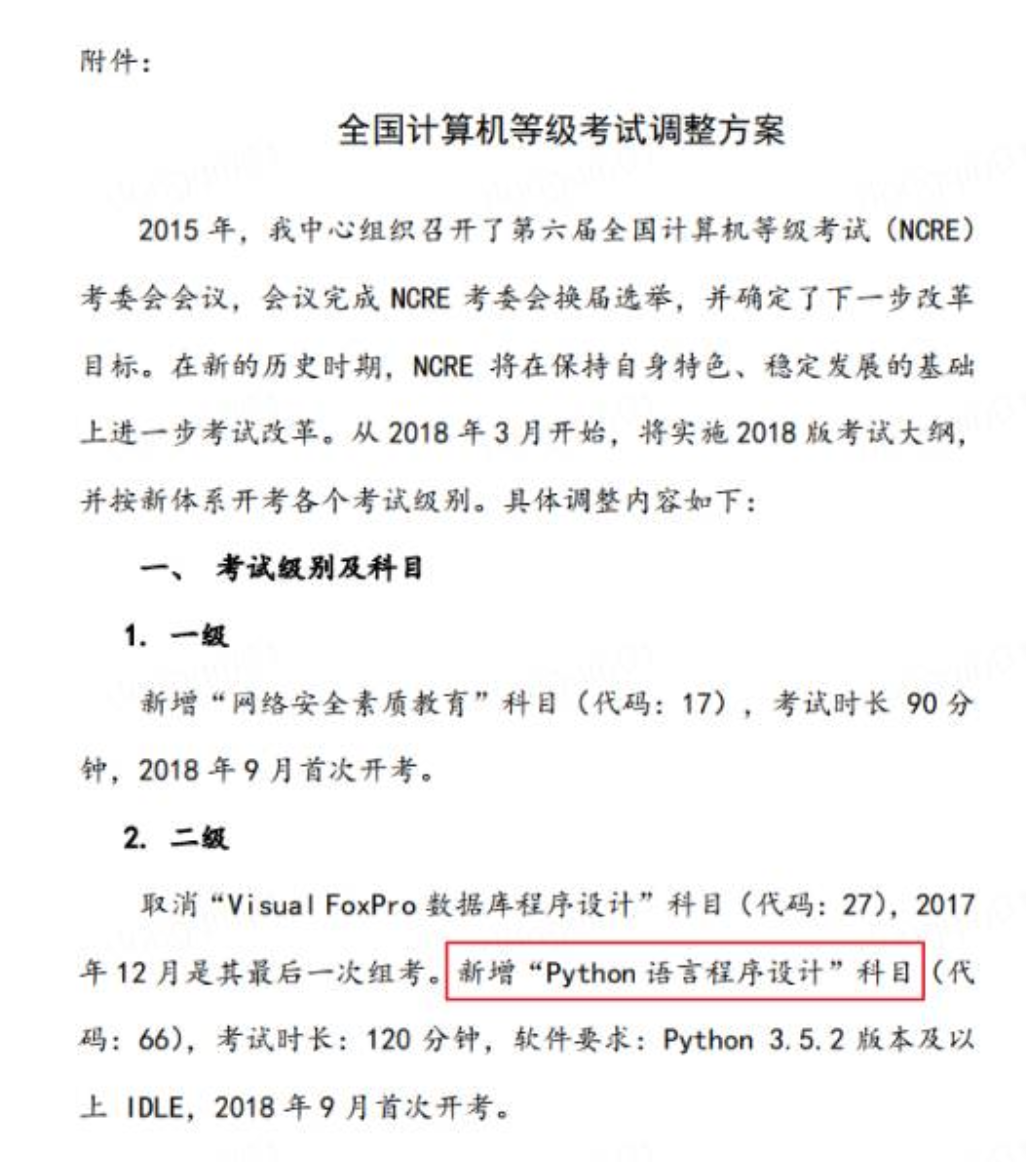 附件：
全国计算机等级考试调整方案
2015 年，我中心组织召开了第六届全国计算机等级考试（NCRE）
考委会会议，会议完成 NCRE 考委会换届选举，并确定了下一步改革
目标。在新的历史时期，NCRE 将在保持自身特色、稳定发展的基础
上进一步考试改革。从 2018 年 3 月开始，将实施 2018 版考试大纲，
并按新体系开考各个考试级别。具体调整内容如下：
一、 考试级别及科目
1. 一级
新增“网络安全素质教育”科目（代码：17），考试时长 90 分
钟，2018 年 9 月首次开考。
2. 二级
取消“Visual FoxPro 数据库程序设计”科目（代码：27），2017
年 12 月是其最后一次组考。新增“Python 语言程序设计”科目（代
码：66），考试时长：120 分钟，软件要求：Python 3.5.2 版本及以
上 IDLE，2018 年 9 月首次开考。